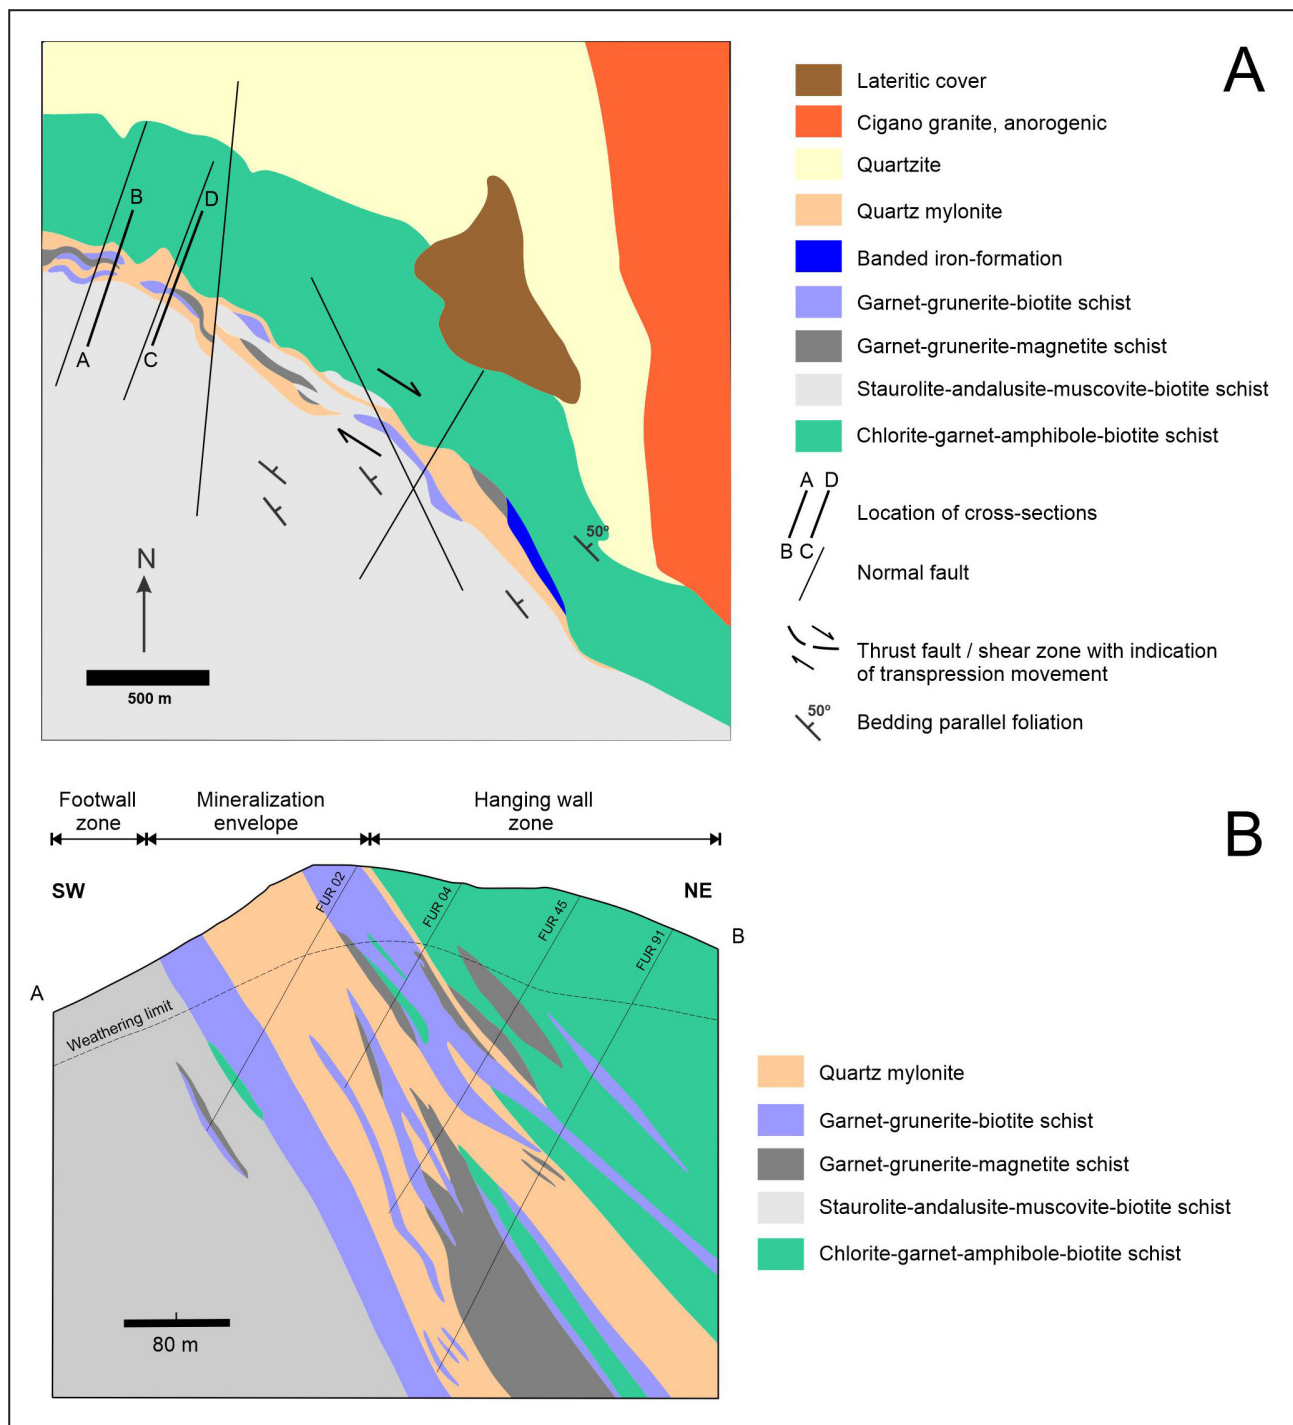 A
Lateritic cover
Cigano granite, anorogenic
Quartzite
Quartz mylonite
Banded iron-formation
Garnet-grunerite-biotite schist
Garnet-grunerite-magnetite schist
Staurolite-andalusite-muscovite-biotite schist
Chlorite-garnet-amphibole-biotite schist
A D
B C
Location of cross-sections
Normal fault
Thrust fault / shear zone with indication
of transpression movement
50º
Bedding parallel foliation
B
D
A
C
50º
N
500 m
B
Footwall
zone
Mineralization
envelope
Hanging wall
zone
SW
NE
A
B
FUR 02
FUR 04
FUR 45
FUR 91
Weathering limit
80 m
Quartz mylonite
Garnet-grunerite-biotite schist
Garnet-grunerite-magnetite schist
Staurolite-andalusite-muscovite-biotite schist
Chlorite-garnet-amphibole-biotite schist